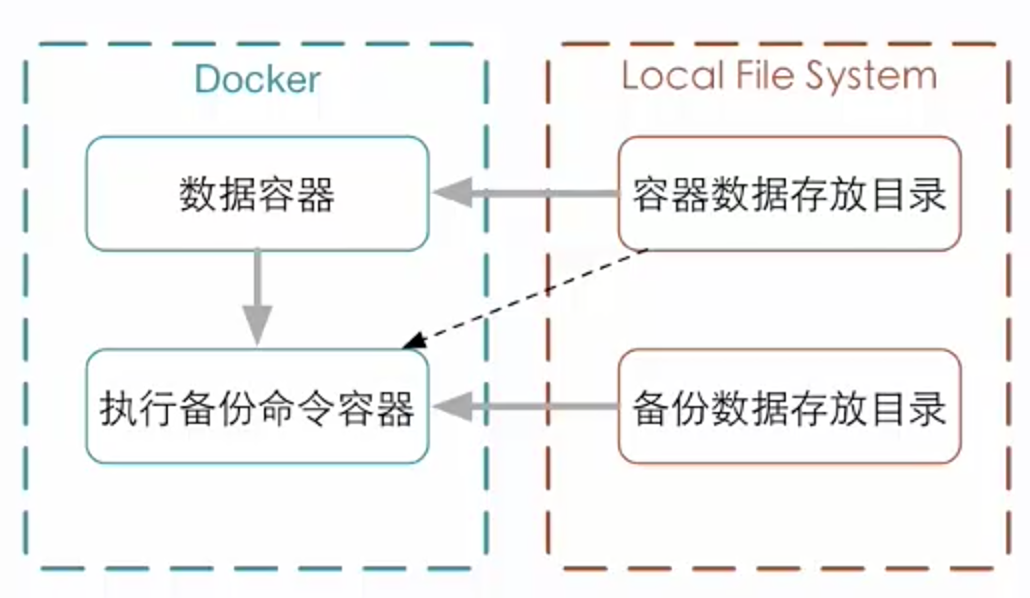 Docker
数据容器
执行备份命令容器
Local File System
容器数据存放目录
备份数据存放目录